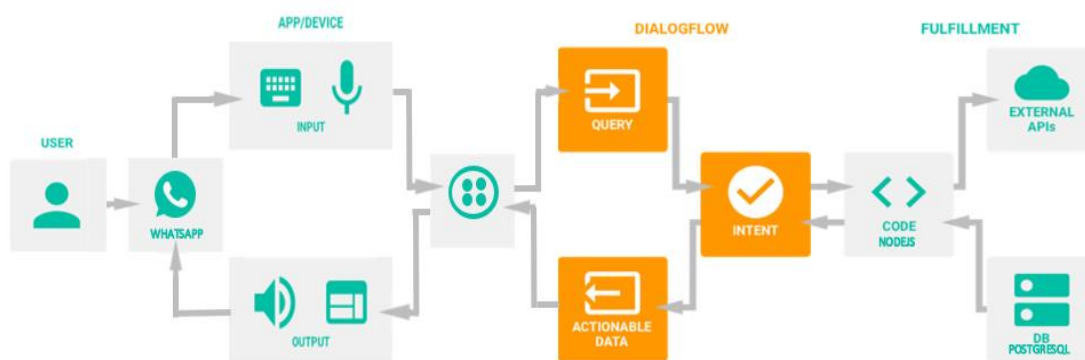 APP/DEVICE
DIALOGFLOW
FULFILLMENT
INPUT
QUERY
EXTERNAL
APIs
USER
WHATSAPP
INTENT
CODE
NODEJS
OUTPUT
ACTIONABLE
DATA
DB
POSTGRESQL